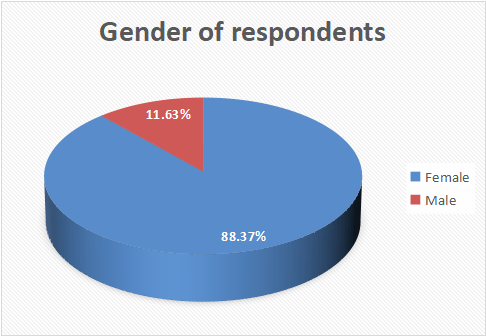 Gender of respondents
11.63%
88.37%
Female
Male